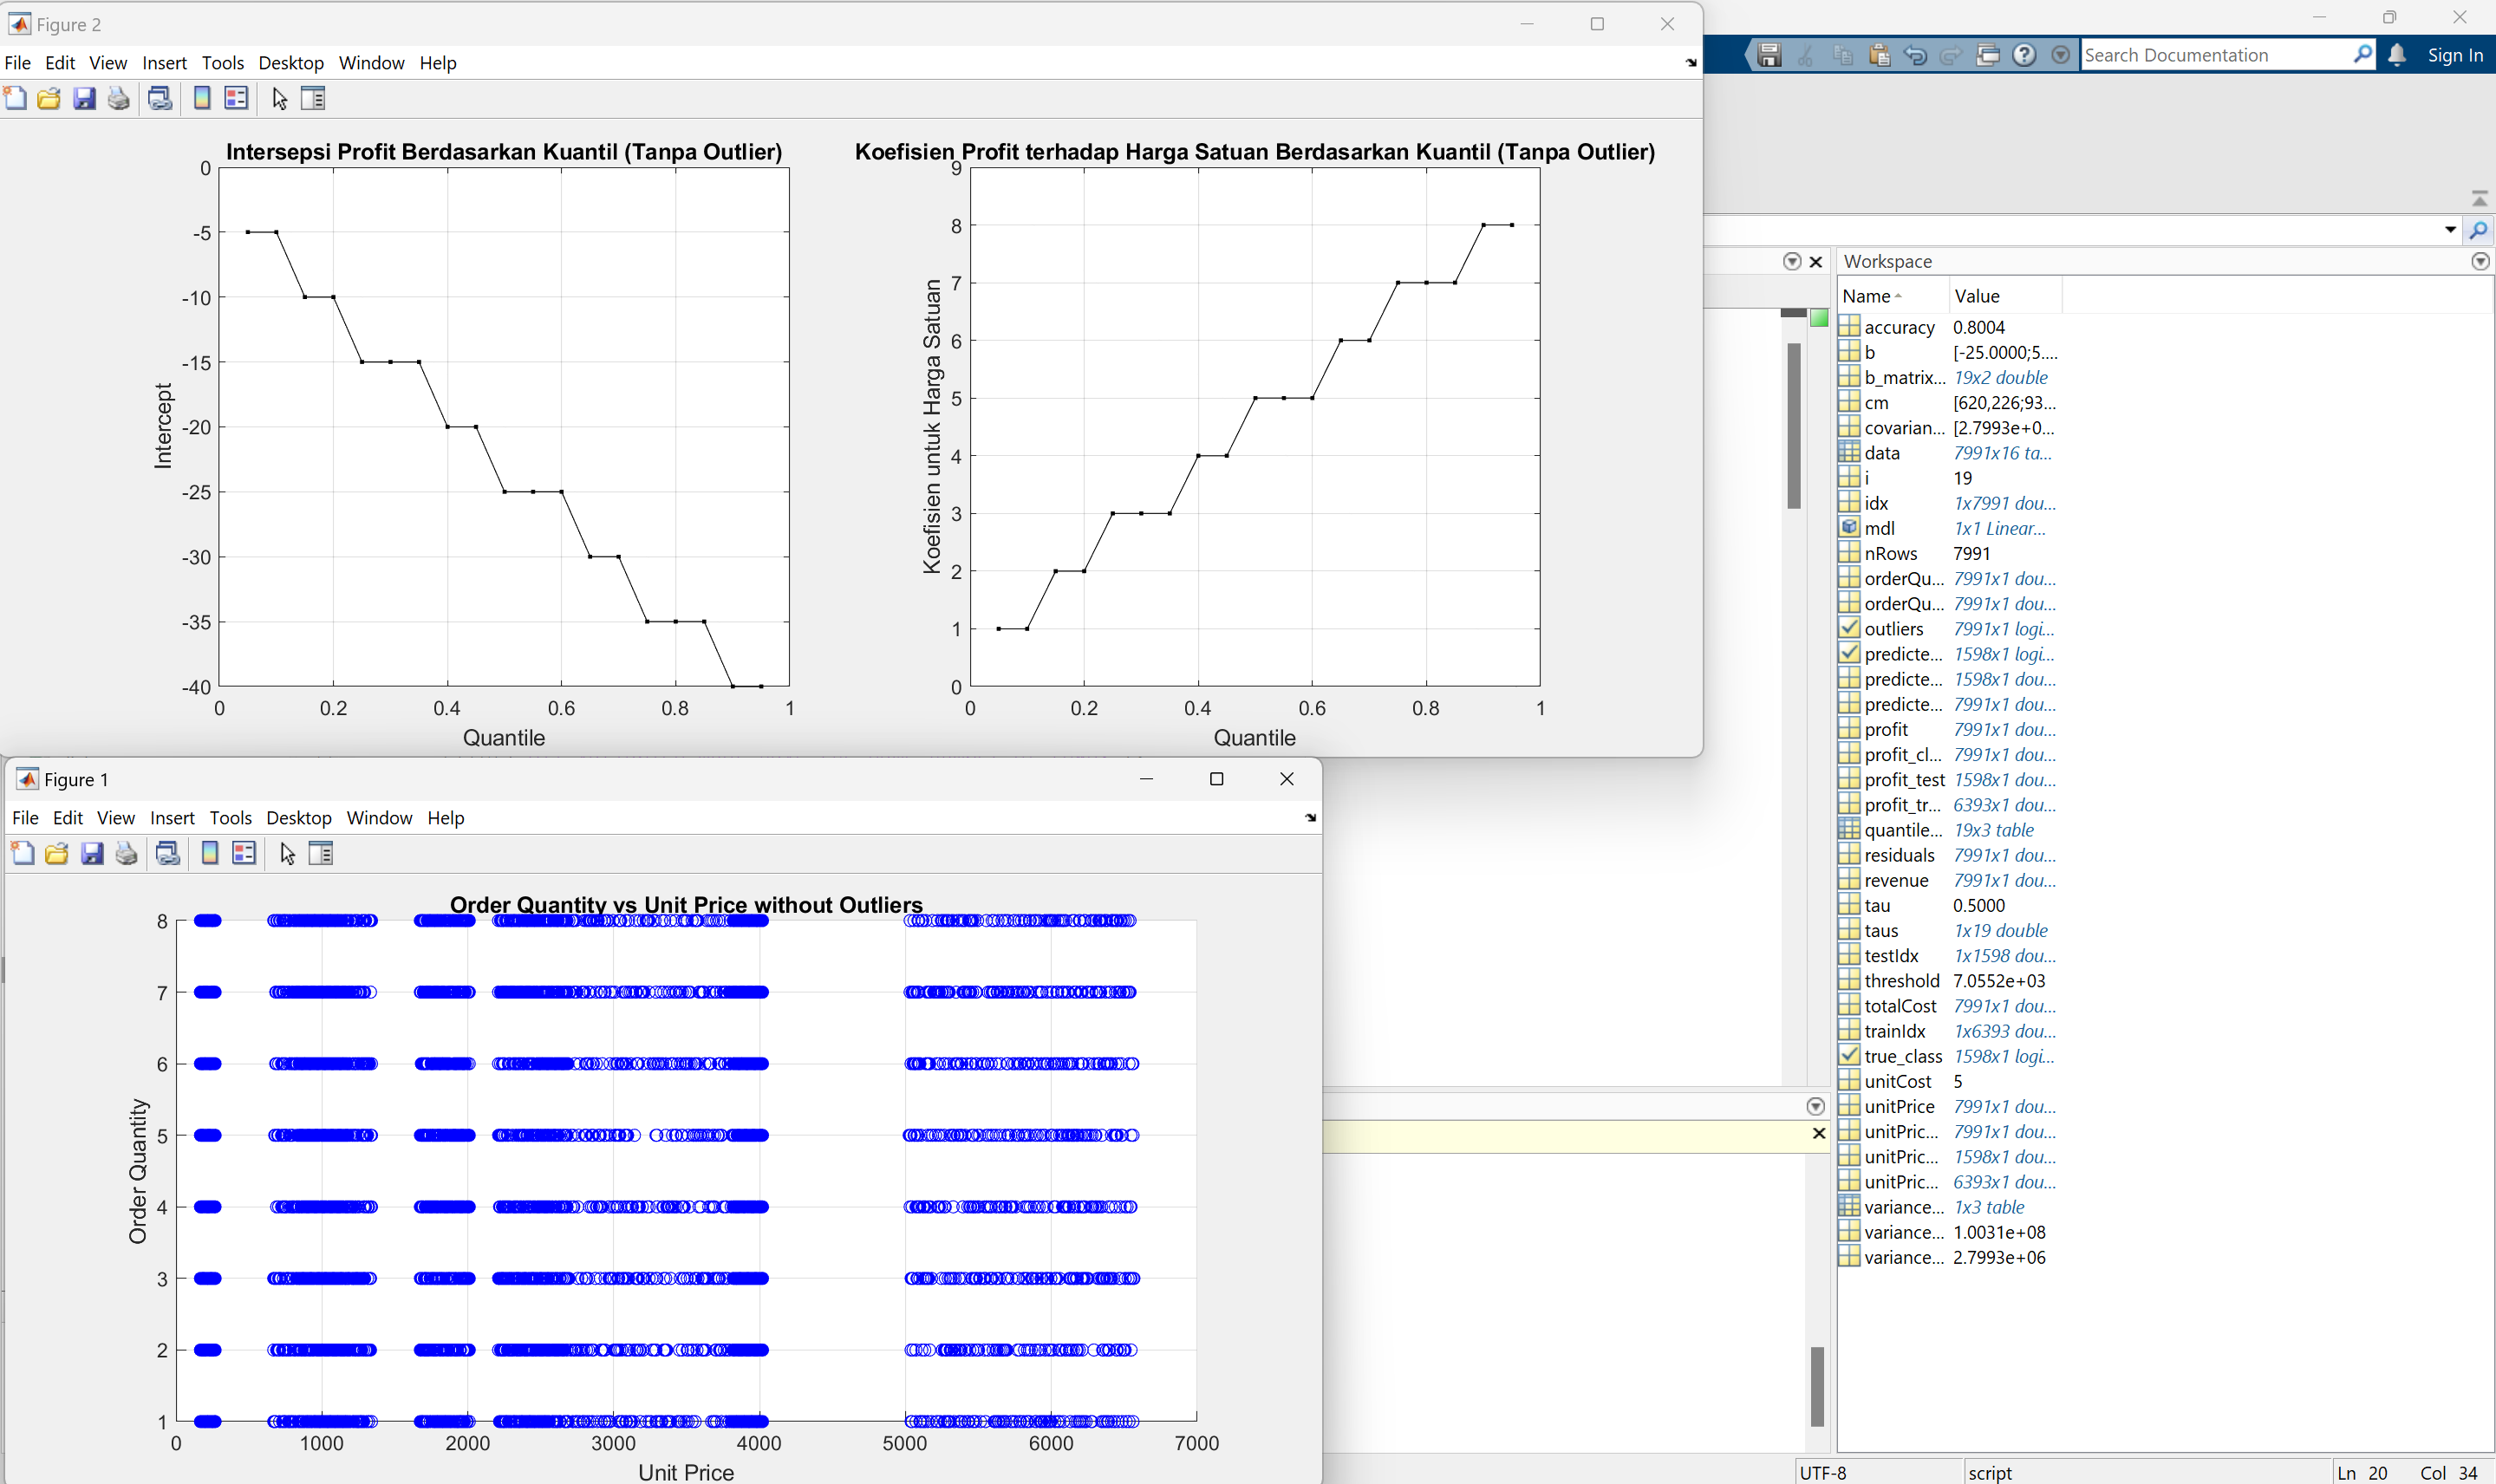 Figure 2
File Edit View Insert Tools Desktop Window Help
Intersepsi Profit Berdasarkan Kuantil (Tanpa Outlier)
0
-5
-10
-15
-20
-25
-30
-35
-40
Intercept
0 0.2 0.4 0.6 0.8 1
Quantile
Koefisien Profit terhadap Harga Satuan Berdasarkan Kuantil (Tanpa Outlier)
9
8
7
6
5
4
3
2
1
0
Koefisien untuk Harga Satuan
0 0.2 0.4 0.6 0.8 1
Quantile
Figure 1
File Edit View Insert Tools Desktop Window Help
Order Quantity vs Unit Price without Outliers
8
7
6
5
4
3
2
1
Order Quantity
0 1000 2000 3000 4000 5000 6000 7000
Unit Price
Search Documentation
Sign In
Workspace
Name Value
accuracy 0.8004
b [-25.0000;5....
b_matrix... 19x2 double
cm [620,226;93...
covarian... [2.7993e+0...
data 7991x16 ta...
i 19
idx 1x7991 dou...
mdl 1x1 Linear...
nRows 7991
orderQu... 7991x1 dou...
orderQu... 7991x1 dou...
outliers 7991x1 logi...
predicte... 1598x1 logi...
predicte... 1598x1 dou...
predicte... 7991x1 dou...
profit 7991x1 dou...
profit_cl... 7991x1 dou...
profit_test 1598x1 dou...
profit_tr... 6393x1 dou...
quantile... 19x3 table
residuals 7991x1 dou...
revenue 7991x1 dou...
tau 0.5000
taus 1x19 double
testIdx 1x1598 dou...
threshold 7.0552e+03
totalCost 7991x1 dou...
trainIdx 1x6393 dou...
true_class 1598x1 logi...
unitCost 5
unitPrice 7991x1 dou...
unitPric... 7991x1 dou...
unitPric... 1598x1 dou...
unitPric... 6393x1 dou...
variance... 1x3 table
variance... 1.0031e+08
variance... 2.7993e+06
UTF-8 script Ln 20 Col 34